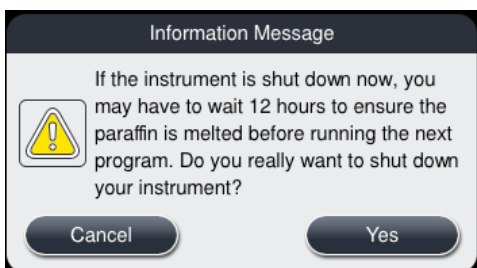 Information Message
If the instrument is shut down now, you
may have to wait 12 hours to ensure the
paraffin is melted before running the next
program. Do you really want to shut down
your instrument?
Cancel
Yes